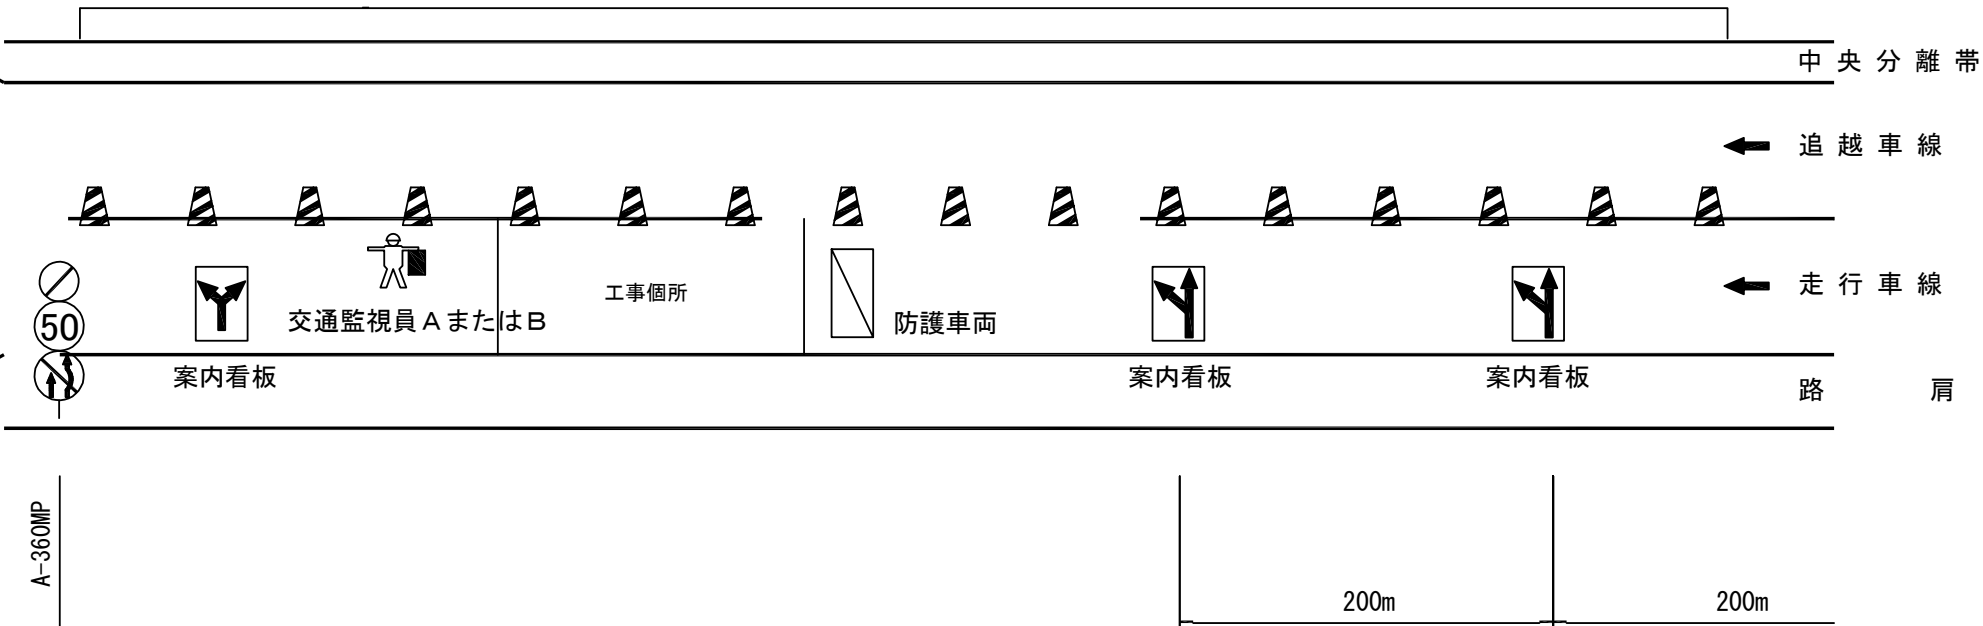 中央分離帯
追越車線
工事個所
走行車線
50
交通監視員AまたはB
防護車両
案内看板
案内看板
案内看板
路肩
A-360MP
200m
200m